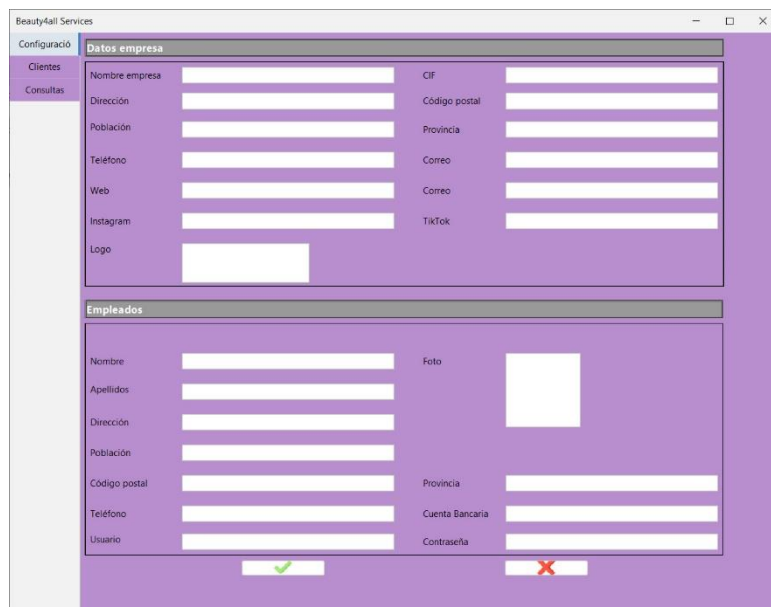 Beauty4all Services
Configuració
Clientes
Consultas
Datos empresa
Nombre empresa CIF
Dirección Código postal
Población Provincia
Teléfono Correo
Web Correo
Instagram TikTok
Logo
Empleados
Nombre Foto
Apellidos
Dirección
Población
Código postal Provincia
Teléfono Cuenta Bancaria
Usuario Contraseña